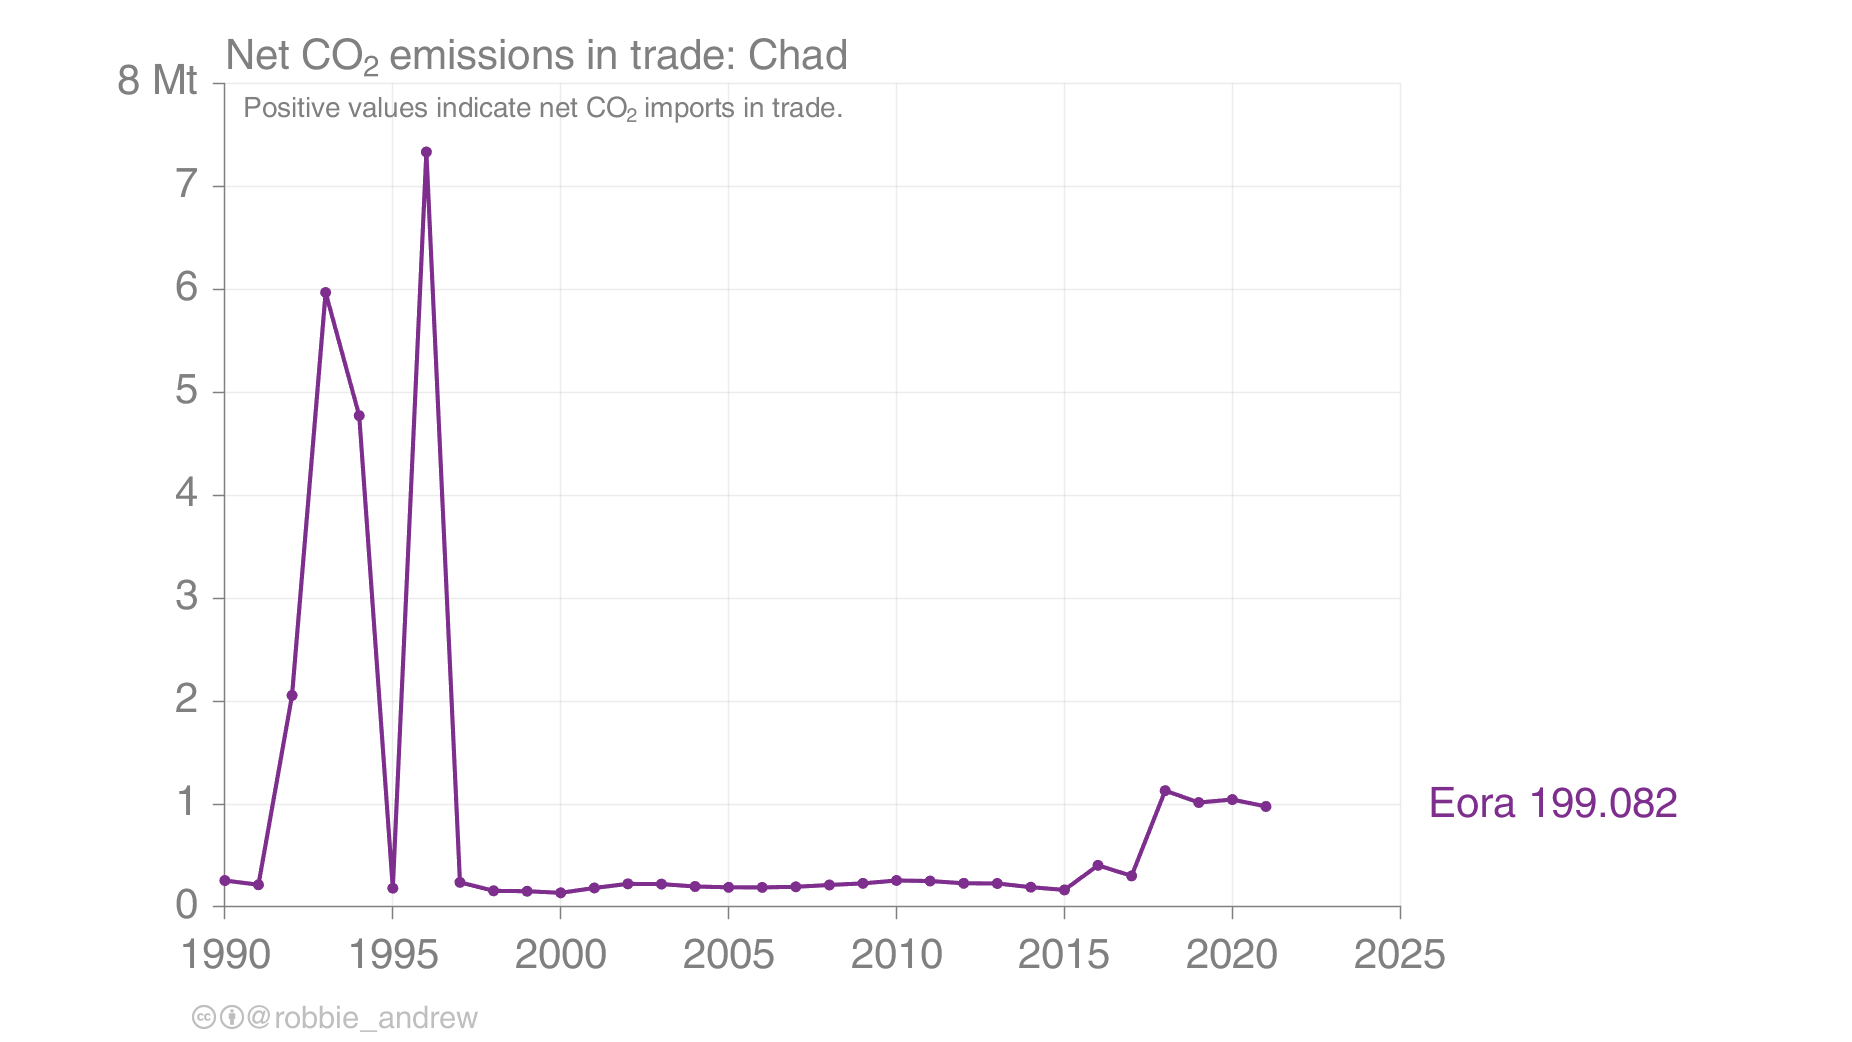 Net CO₂ emissions in trade: Chad
8 Mt
Positive values indicate net CO₂ imports in trade.
7
6
5
4
3
2
1
Eora 199.082
0
1990 1995 2000 2005 2010 2015 2020 2025
@robbie_andrew